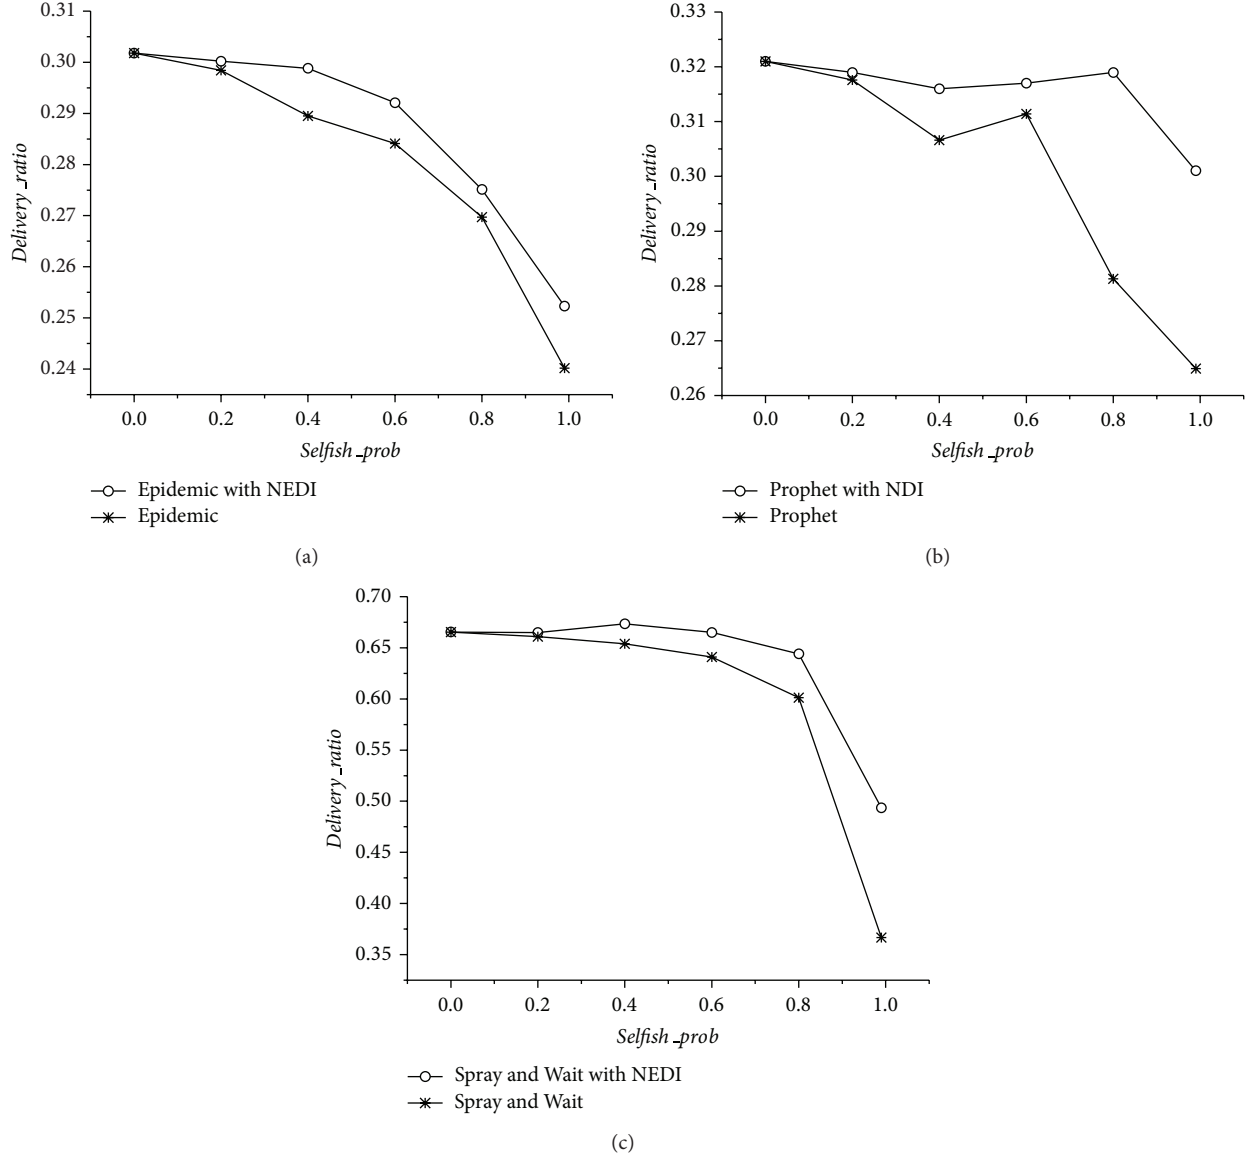 0.31
0.30
0.29
0.28
0.27
0.26
0.25
0.24
Delivery_ratio
0.0 0.2 0.4 0.6 0.8 1.0
Selfish_prob
Epidemic with NEDI
Epidemic
(a)
0.33
0.32
0.31
0.30
0.29
0.28
0.27
0.26
Delivery_ratio
0.0 0.2 0.4 0.6 0.8 1.0
Selfish_prob
Prophet with NDI
Prophet
(b)
0.70
0.65
0.60
0.55
0.50
0.45
0.40
0.35
Delivery_ratio
0.0 0.2 0.4 0.6 0.8 1.0
Selfish_prob
Spray and Wait with NEDI
Spray and Wait
(c)